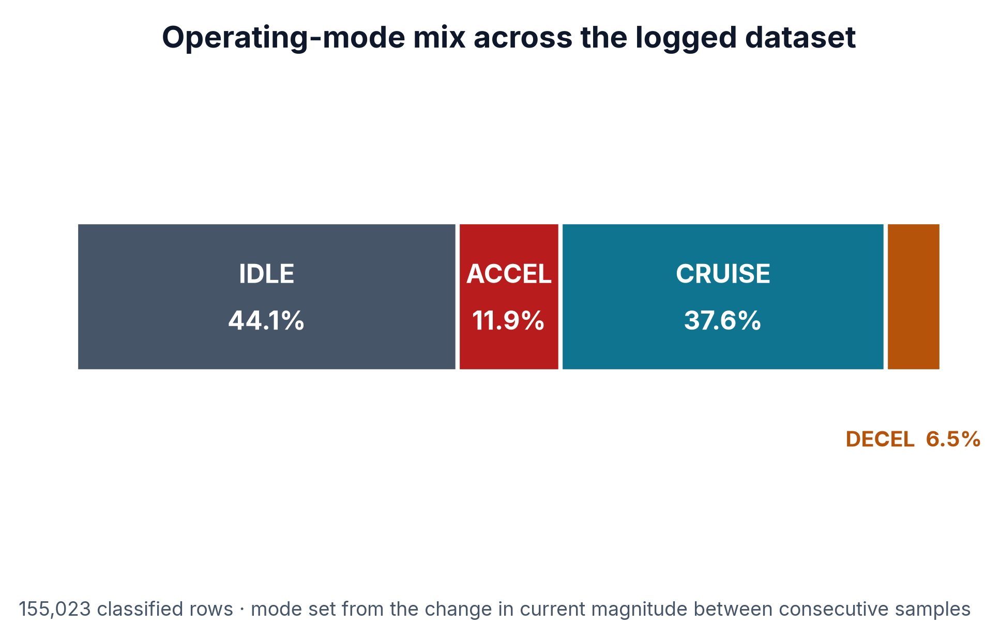 Operating-mode mix across the logged dataset
IDLE
44.1%
ACCEL
11.9%
CRUISE
37.6%
DECEL 6.5%
155,023 classified rows · mode set from the change in current magnitude between consecutive samples